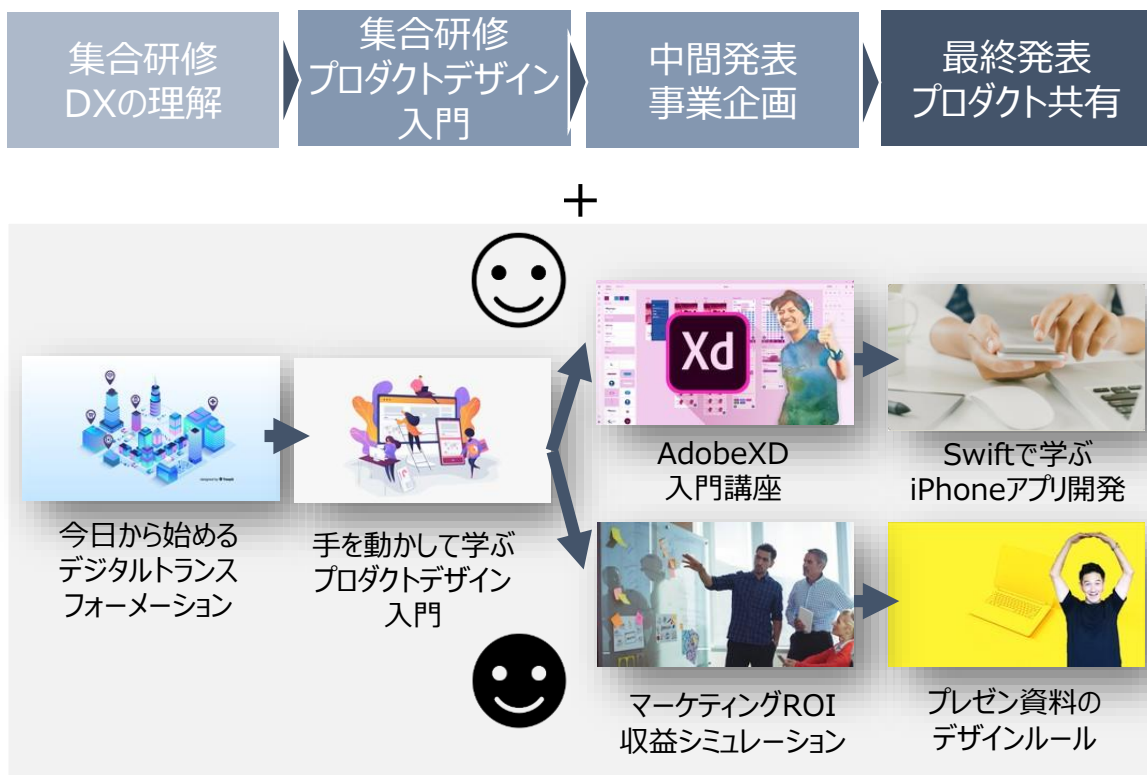 集合研修
DXの理解
集合研修
プロダクトデザイン
入門
中間発表
事業企画
最終発表
プロダクト共有
+
Xd
AdobeXD
入門講座
Swiftで学ぶ
iPhoneアプリ開発
今日から始める
デジタルトランス
フォーメーション
手を動かして学ぶ
プロダクトデザイン
入門
マーケティングROI
収益シミュレーション
プレゼン資料の
デザインルール